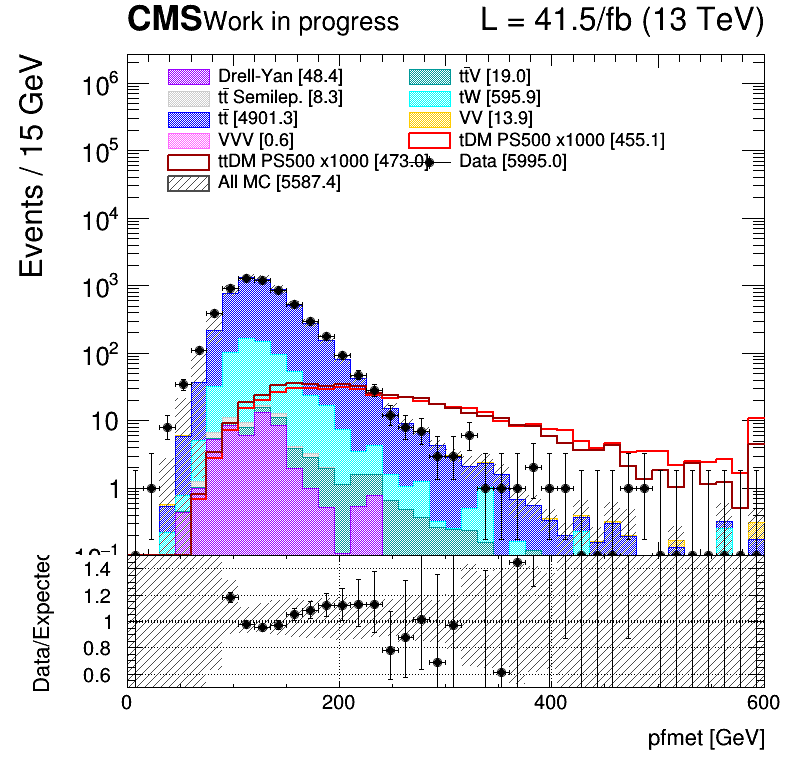 CMS Work in progress L = 41.5/fb (13 TeV)
Events / 15 GeV
Drell-Yan [48.4] tt̄V [19.0]
tt̄ Semilep. [8.3] tW [595.9]
tt̄ [4901.3] VV [13.9]
VVV [0.6] tDM PS500 x1000 [455.1]
ttDM PS500 x1000 [473.0] Data [5995.0]
All MC [5587.4]
10⁶
10⁵
10⁴
10³
10²
10
1
10⁻¹
Data/Expected
1.4
1.2
1
0.8
0.6
0 200 400 600
pfmet [GeV]